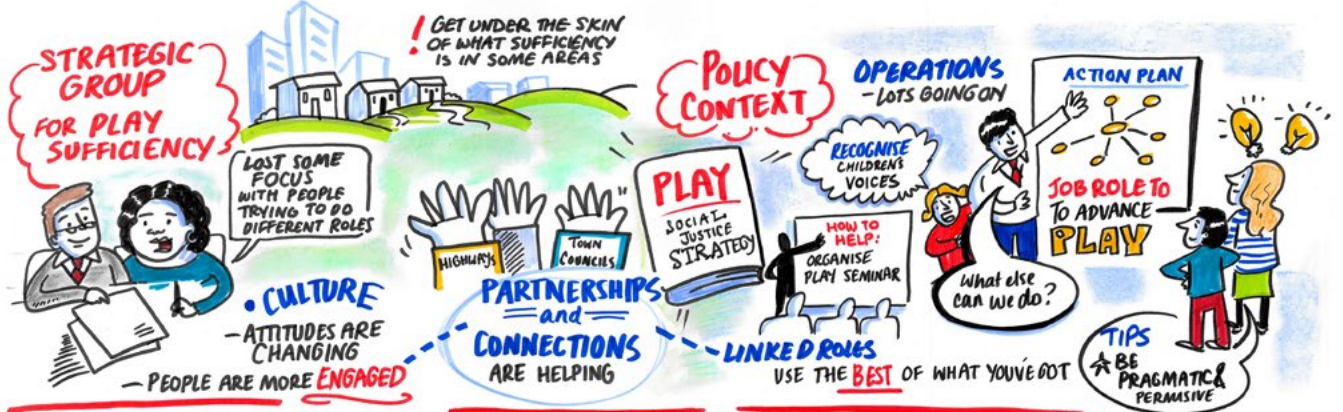 STRATEGIC
GROUP
FOR PLAY
SUFFICIENCY
LOST SOME
FOCUS
WITH PEOPLE
TRYING TO DO
DIFFERENT ROLES
• CULTURE
– ATTITUDES ARE
CHANGING
– PEOPLE ARE MORE ENGAGED
! GET UNDER THE SKIN
OF WHAT SUFFICIENCY
IS IN SOME AREAS
HIGHWAYS
TOWN
COUNCILS
PARTNERSHIPS
and
CONNECTIONS
ARE HELPING
POLICY
CONTEXT
PLAY
SOCIAL
JUSTICE
STRATEGY
OPERATIONS
– LOTS GOING ON
RECOGNISE
CHILDREN'S
VOICES
HOW TO
HELP:
ORGANISE
PLAY SEMINAR
LINKED ROLES
USE THE BEST OF WHAT YOU'VE GOT
What else
can we do?
ACTION PLAN
JOB ROLE TO
TO ADVANCE
PLAY
TIPS
☆ BE
PRAGMATIC &
PERMISIVE